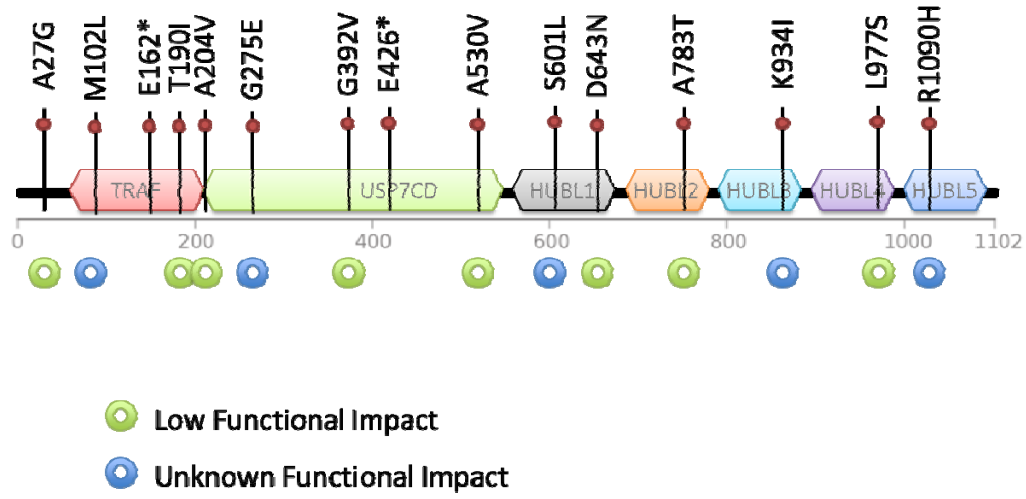 A27G M102L E162* T190I A204V G275E G392V E426* A530V S601L D643N A783T K934I L977S R1090H
TRAF USP7CD HUBL1 HUBL2 HUBL3 HUBL4 HUBL5
0 200 400 600 800 1000 1102
Low Functional Impact
Unknown Functional Impact